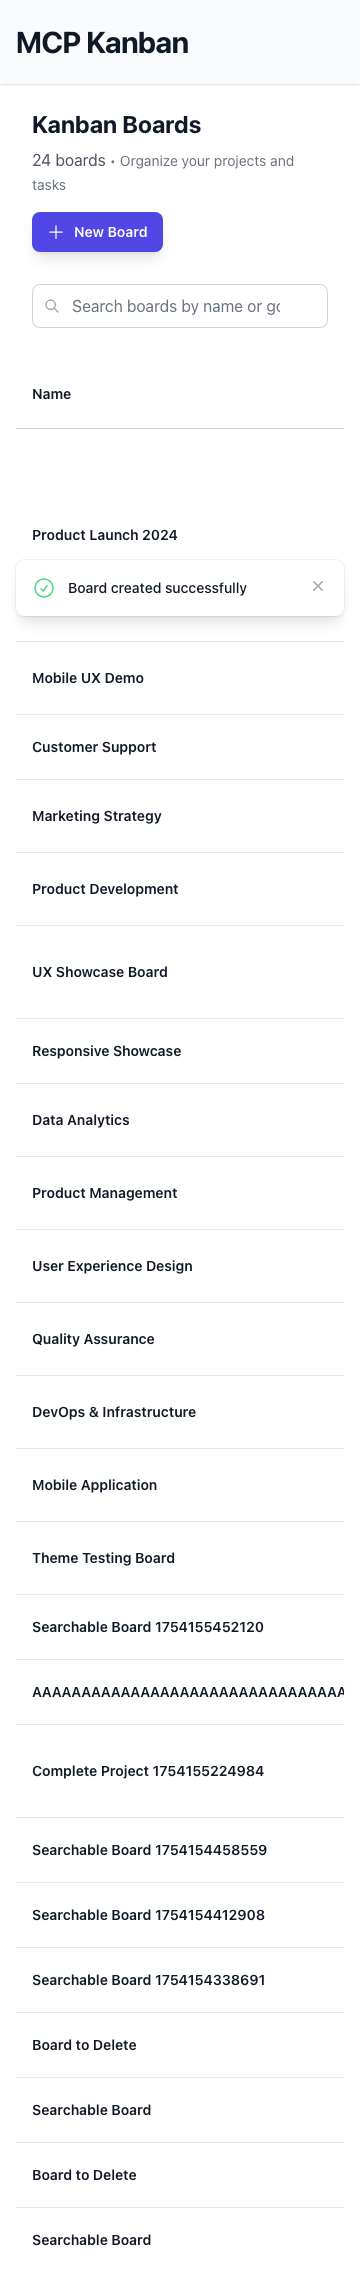 MCP Kanban
Kanban Boards
24 boards • Organize your projects and
tasks
New Board
Search boards by name or go
Name
Product Launch 2024
Board created successfully
Mobile UX Demo
Customer Support
Marketing Strategy
Product Development
UX Showcase Board
Responsive Showcase
Data Analytics
Product Management
User Experience Design
Quality Assurance
DevOps & Infrastructure
Mobile Application
Theme Testing Board
Searchable Board 1754155452120
AAAAAAAAAAAAAAAAAAAAAAAAAAAAAAAA
Complete Project 1754155224984
Searchable Board 1754154458559
Searchable Board 1754154412908
Searchable Board 1754154338691
Board to Delete
Searchable Board
Board to Delete
Searchable Board